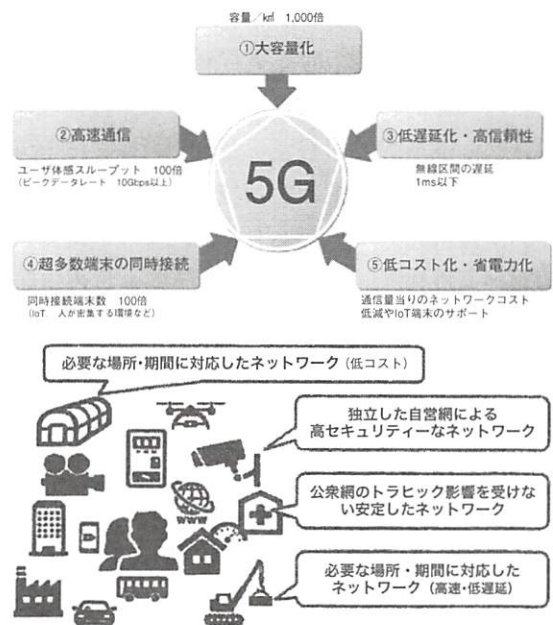 容量／k㎡ 1,000倍
①大容量化
②高速通信
③低遅延化・高信頼性
ユーザ体感スループット 100倍
(ピークデータレート 10Gbps以上)
無線区間の遅延
1ms以下
5G
④超多数端末の同時接続
⑤低コスト化・省電力化
同時接続端末数 100倍
(IoT、人が密集する環境など)
通信量当りのネットワークコスト
低減やIoT端末のサポート
必要な場所・期間に対応したネットワーク (低コスト)
独立した自営網による
高セキュリティーなネットワーク
公衆網のトラヒック影響を受けな
い安定したネットワーク
WWW
必要な場所・期間に対応した
ネットワーク (高速・低遅延)